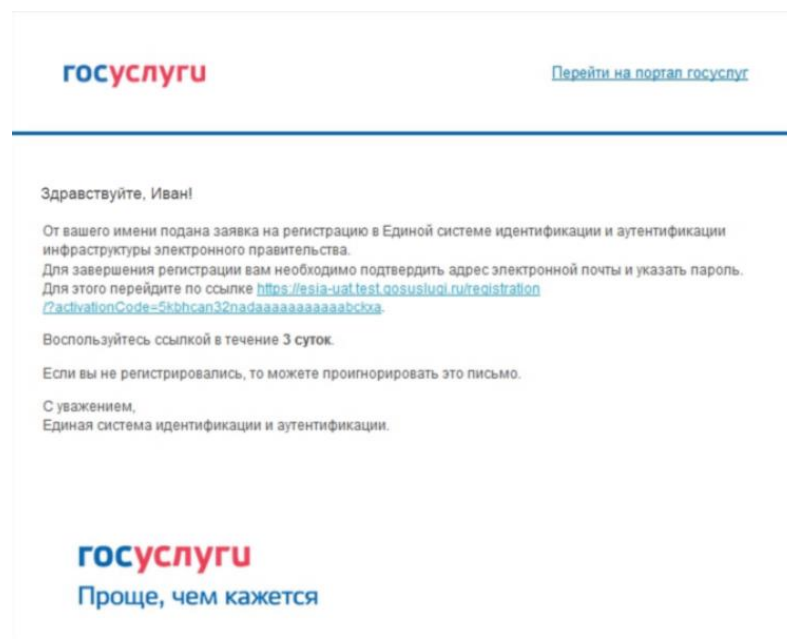 госуслуги
Перейти на портал госуслуг
Здравствуйте, Иван!
От вашего имени подана заявка на регистрацию в Единой системе идентификации и аутентификации
инфраструктуры электронного правительства.
Для завершения регистрации вам необходимо подтвердить адрес электронной почты и указать пароль.
Для этого перейдите по ссылке https://esia-uat.test.gosuslugi.ru/registration
/?activationCode=5kbhcan32nadaaaaaaaaaaabckxa.
Воспользуйтесь ссылкой в течение 3 суток.
Если вы не регистрировались, то можете проигнорировать это письмо.
С уважением,
Единая система идентификации и аутентификации.
госуслуги
Проще, чем кажется